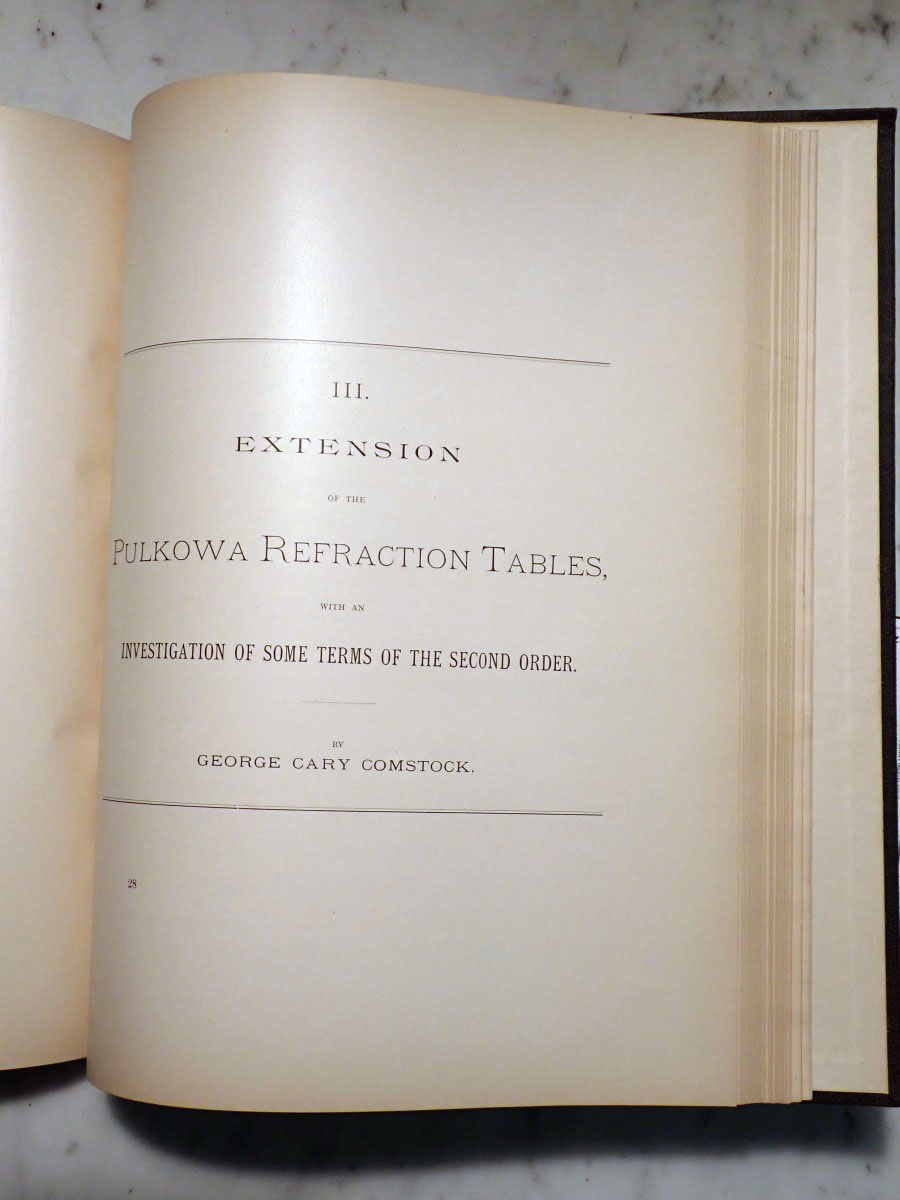 III.
EXTENSION
OF THE
PULKOWA REFRACTION TABLES,
WITH AN
INVESTIGATION OF SOME TERMS OF THE SECOND ORDER.
BY
GEORGE CARY COMSTOCK.
28